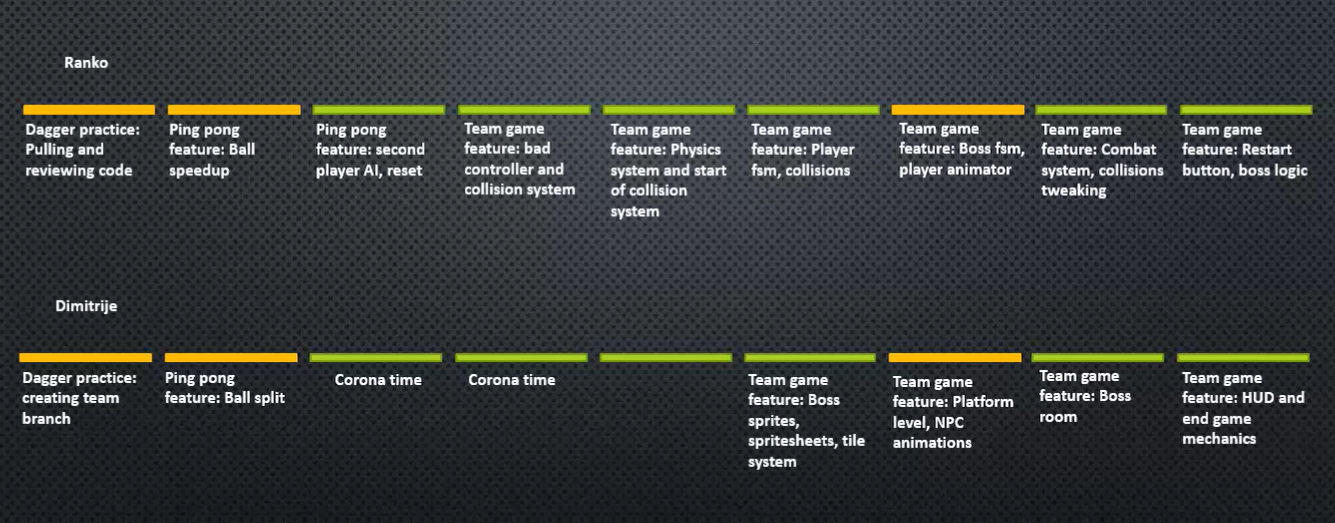 Ranko
Dagger practice:
Pulling and
reviewing code
Ping pong
feature: Ball
speedup
Ping pong
feature: second
player AI, reset
Team game
feature: bad
controller and
collision system
Team game
feature: Physics
system and start
of collision
system
Team game
feature: Player
fsm, collisions
Team game
feature: Boss fsm,
player animator
Team game
feature: Combat
system, collisions
tweaking
Team game
feature: Restart
button, boss logic
Dimitrije
Dagger practice:
creating team
branch
Ping pong
feature: Ball split
Corona time
Corona time
Team game
feature: Boss
sprites,
spritesheets, tile
system
Team game
feature: Platform
level, NPC
animations
Team game
feature: Boss
room
Team game
feature: HUD and
end game
mechanics